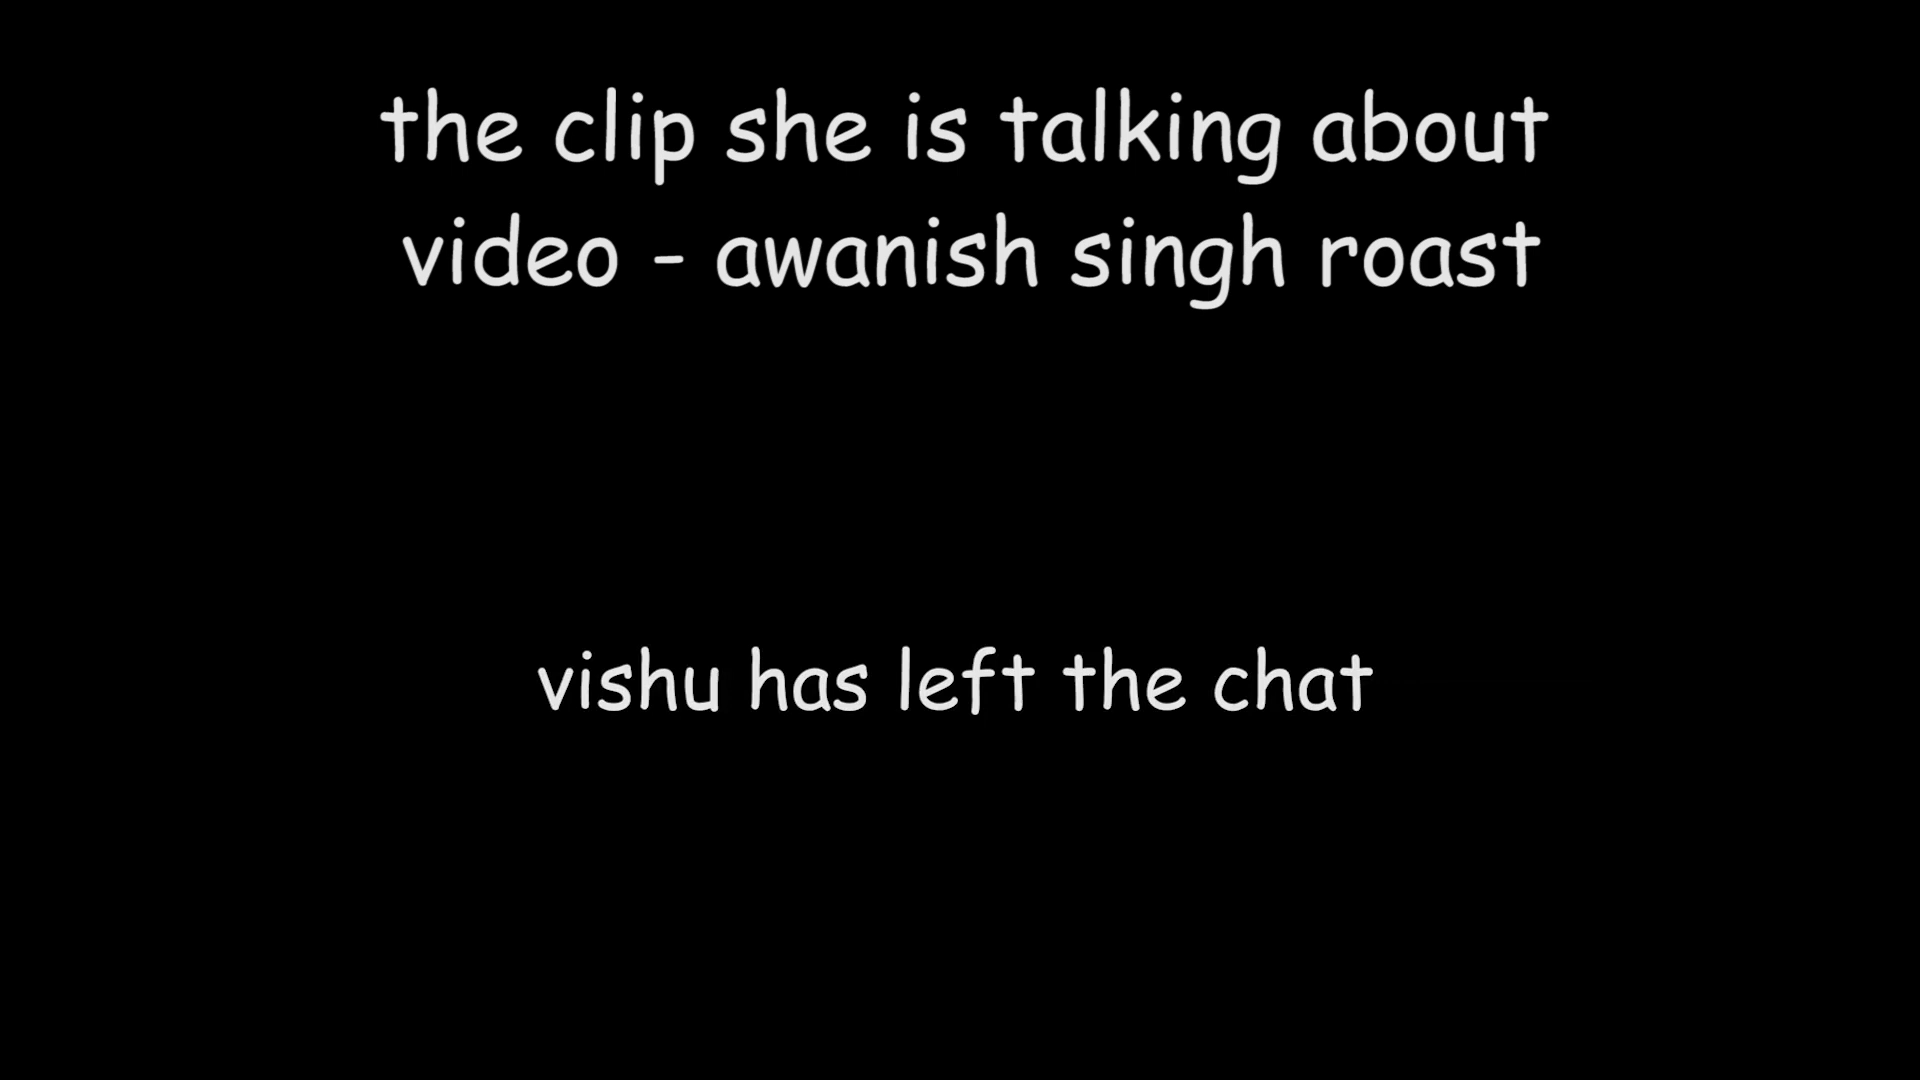 the clip she is talking about
video - awanish singh roast
vishu has left the chat